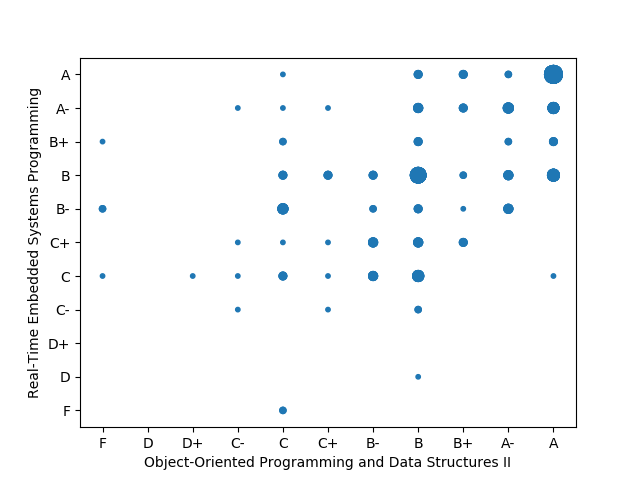 Real-Time Embedded Systems Programming
A
A-
B+
B
B-
C+
C
C-
D+
D
F
F D D+ C- C C+ B- B B+ A- A
Object-Oriented Programming and Data Structures II